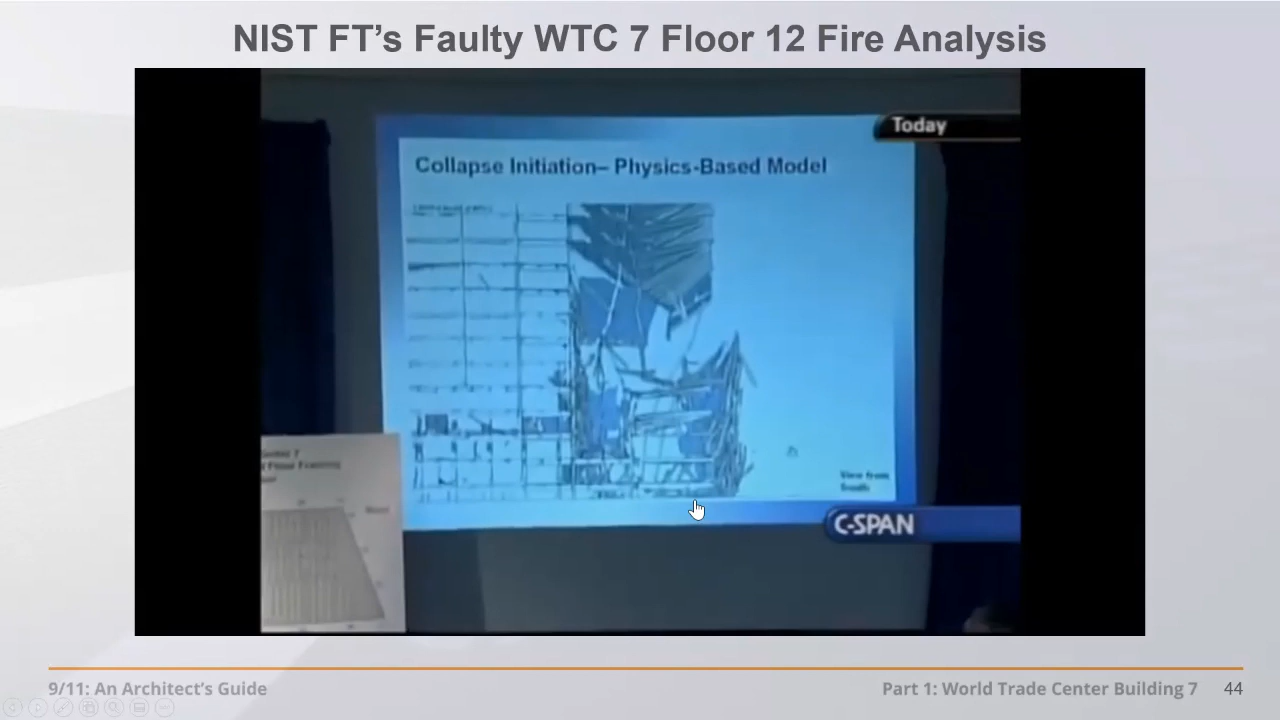 NIST FT’s Faulty WTC 7 Floor 12 Fire Analysis
Today
Collapse Initiation– Physics-Based Model
View from
South
C-SPAN
9/11: An Architect’s Guide
Part 1: World Trade Center Building 7
44